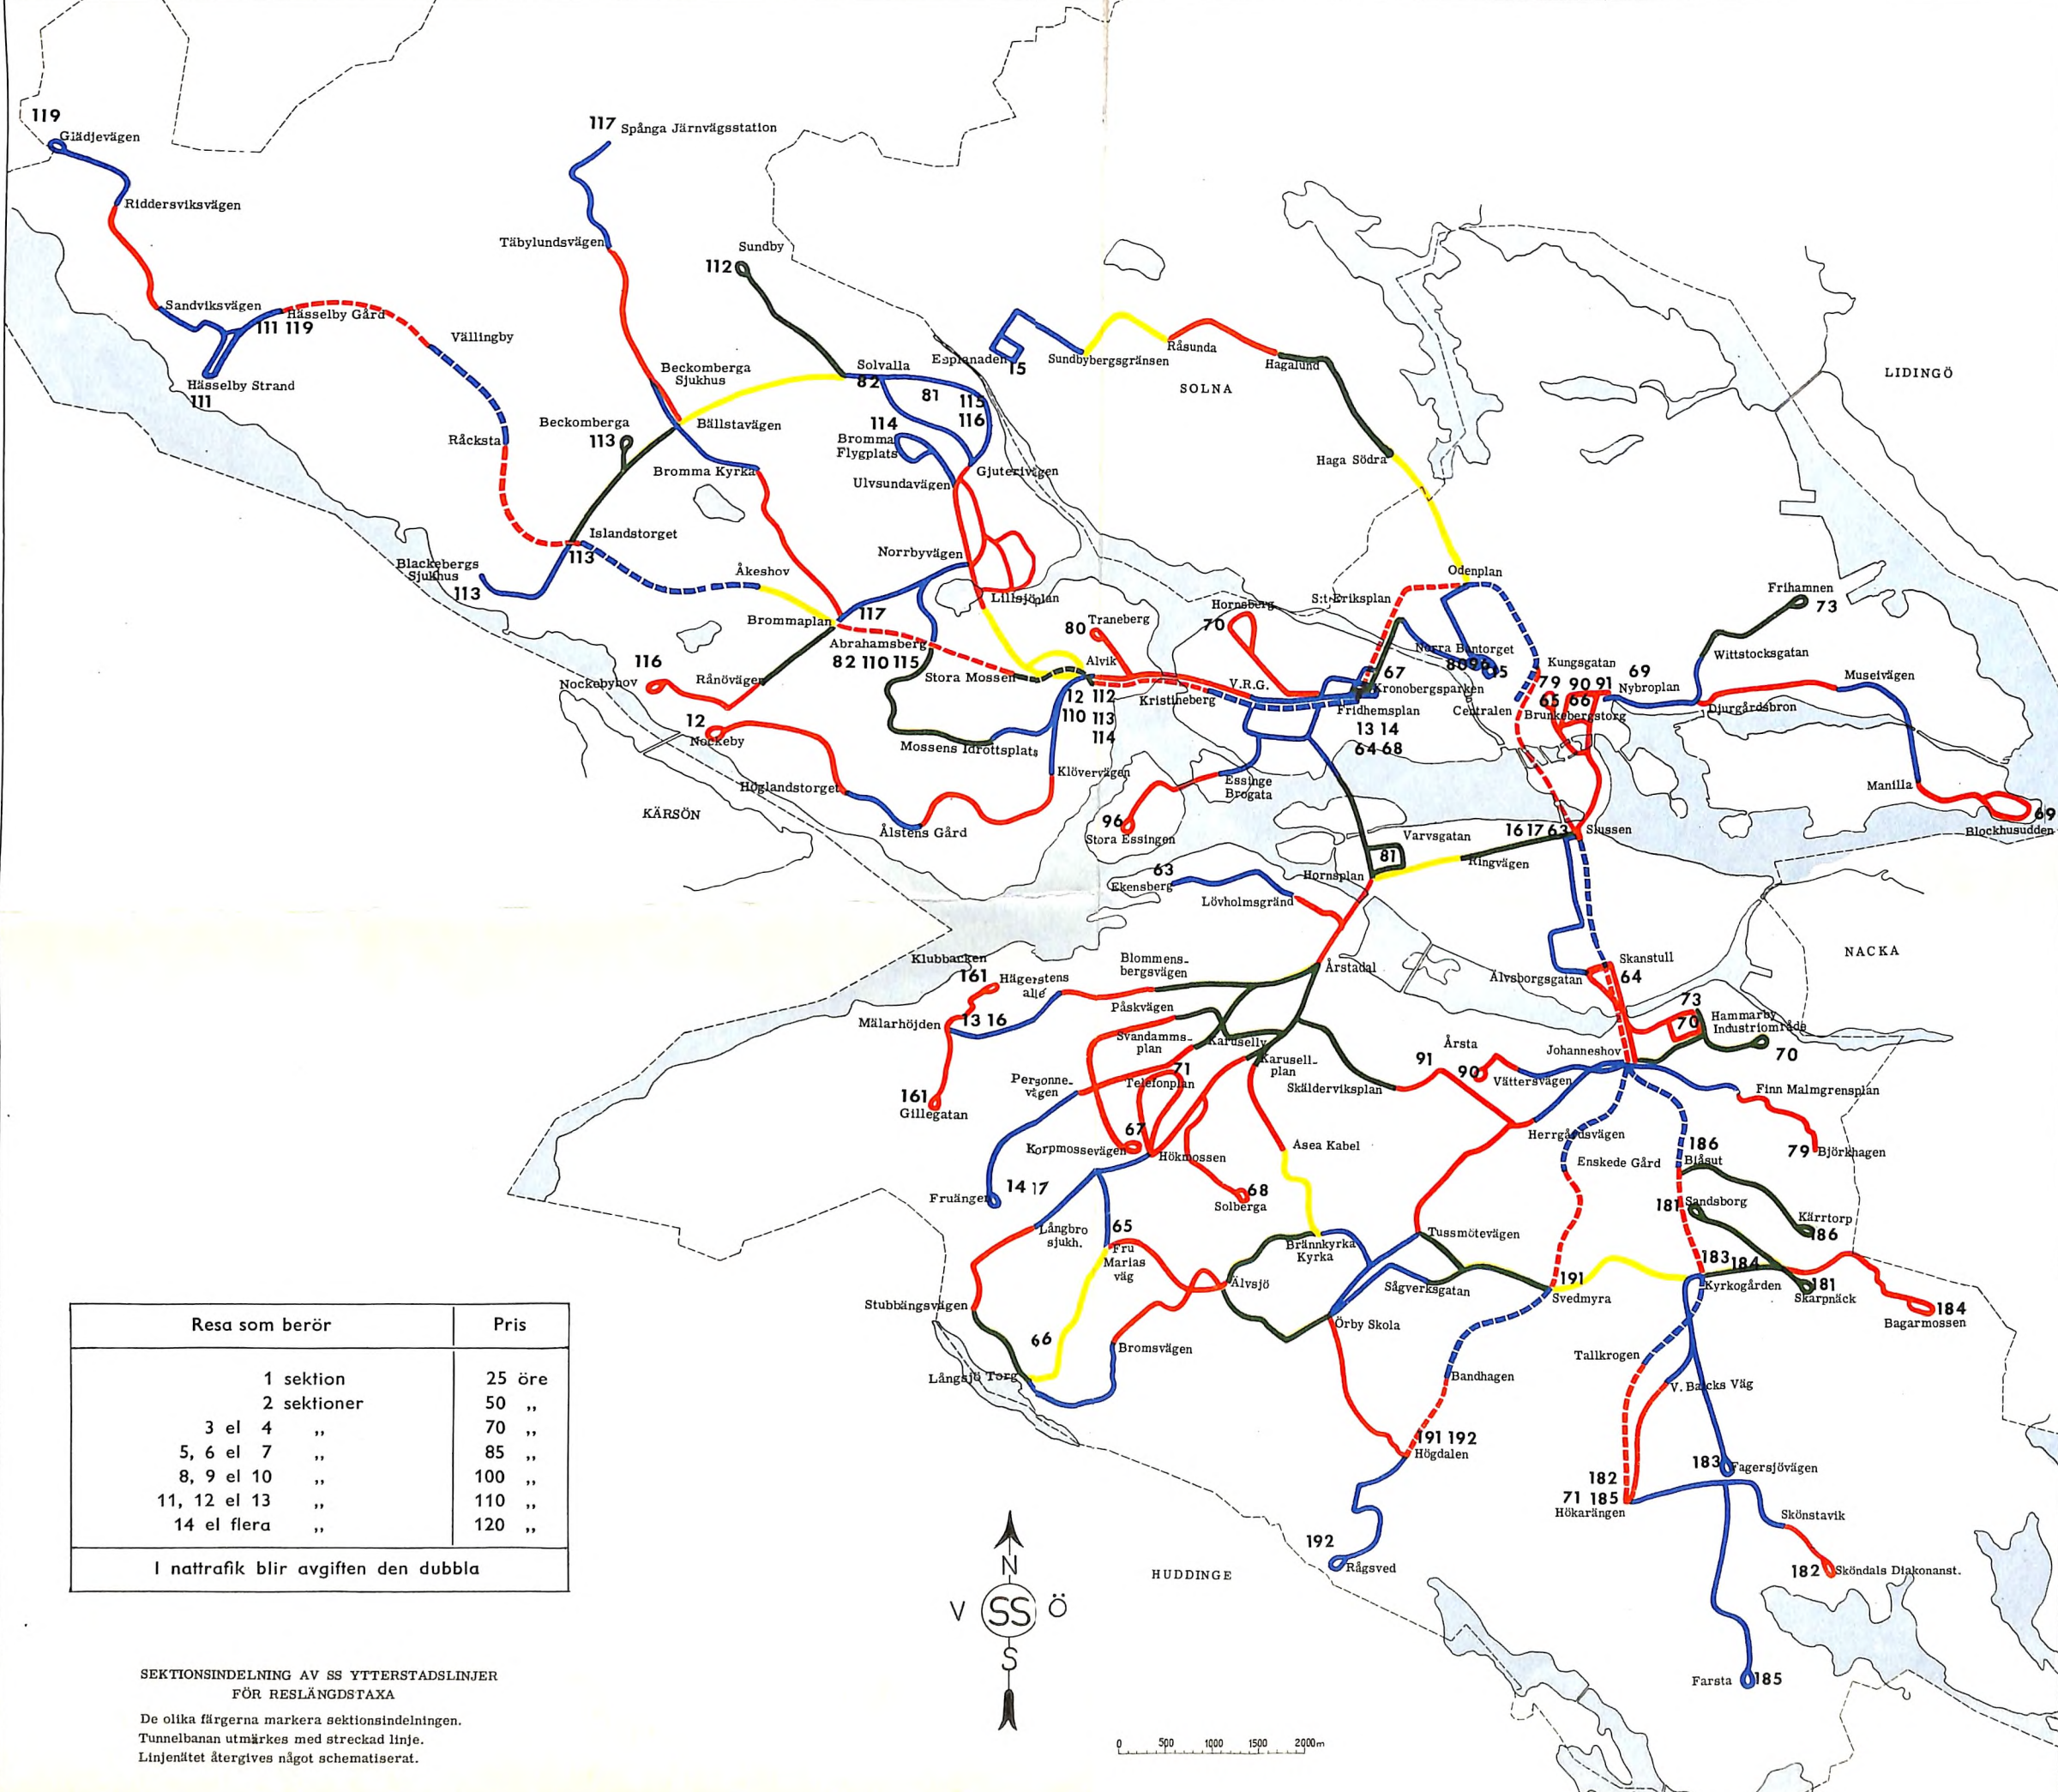 119
Glädjevägen
Riddersviksvägen
Sandviksvägen
Hässelby Gård
111 119
Hässelby Strand
111
117 Spånga Järnvägsstation
Täbylundsvägen
Sundby
112
Vällingby
Råcksta
Beckomberga
Sjukhus
Beckomberga
113
Bällstavägen
Bromma Kyrka
Islandstorget
113
Blackebergs
Sjukhus
113
Åkeshov
Brommaplan
117
Solvalla
82
81
115
116
114
Bromma
Flygplats
Gjuterivägen
Ulvsundavägen
Norrbyvägen
Lillsjöplan
Esplanaden
15
Sundbybergsgränsen
Råsunda
Hagalund
SOLNA
Haga Södra
Odenplan
S:t Eriksplan
LIDINGÖ
Frihamnen
73
Wittstocksgatan
Museivägen
Djurgårdsbron
Manilla
69
Blockhusudden
Abrahamsberg
82 110 115
Stora Mossen
Alvik
12 112
110 113
114
80
Traneberg
Kristineberg
Hornsberg
70
V.R.G.
67
Kronobergsparken
Fridhemsplan
13 14
64 68
Norra Bantorget
80 96
15
Kungsgatan
79 90 91
69
Nybroplan
65 66
Centralen
Brunkebergstorg
116
Nockebyhov
Rånövägen
12
Nockeby
Höglandstorget
Ålstens Gård
Mossens Idrottsplats
Klövervägen
KÄRSÖN
Essinge
Brogata
96
Stora Essingen
Varvsgatan
81
16 17 63
Slussen
Ringvägen
Hornsplan
63
Ekensberg
Lövholmsgränd
NACKA
Skanstull
64
Älvsborgsgatan
Årstadal
Klubbacken
161
Hägerstens
allé
Blommens-
bergsvägen
Mälarhöjden
13 16
Påskvägen
Svandamms-
plan
Karusellv.
Karusell-
plan
71
Telefonplan
Personne-
vägen
161
Gillegatan
67
Korpmossevägen
Hökmossen
Fruängen
14 17
68
Solberga
Asea Kabel
Skälderviksplan
91
Årsta
90
Vättersvägen
Johanneshov
73
Hammarby
Industriområde
70
70
Finn Malmgrensplan
79
Björkhagen
Herrgårdsvägen
Enskede Gård
186
Blåsut
181
Sandsborg
Kärrtorp
186
183 184
Kyrkogården
181
Skarpnäck
184
Bagarmossen
Långbro
sjukh.
65
Fru
Marias
väg
Stubbängsvägen
66
Långsjö Torg
Bromsvägen
Älvsjö
Brännkyrka
Kyrka
Tussmötevägen
Sågverksgatan
Örby Skola
191
Svedmyra
Bandhagen
191 192
Högdalen
192
Rågsved
Tallkrogen
V. Barcks Väg
183
Fagersjövägen
182
71 185
Hökarängen
Skönstavik
182
Sköndals Diakonanst.
Farsta
185
HUDDINGE
Resa som berör Pris
1 sektion 25 öre
2 sektioner 50 „
3 el 4 „ 70 „
5, 6 el 7 „ 85 „
8, 9 el 10 „ 100 „
11, 12 el 13 „ 110 „
14 el flera „ 120 „
I nattrafik blir avgiften den dubbla
N
V SS Ö
S
SEKTIONSINDELNING AV SS YTTERSTADSLINJER
FÖR RESLÄNGDSTAXA
De olika färgerna markera sektionsindelningen.
Tunnelbanan utmärkes med streckad linje.
Linjenätet återgives något schematiserat.
0 500 1000 1500 2000m